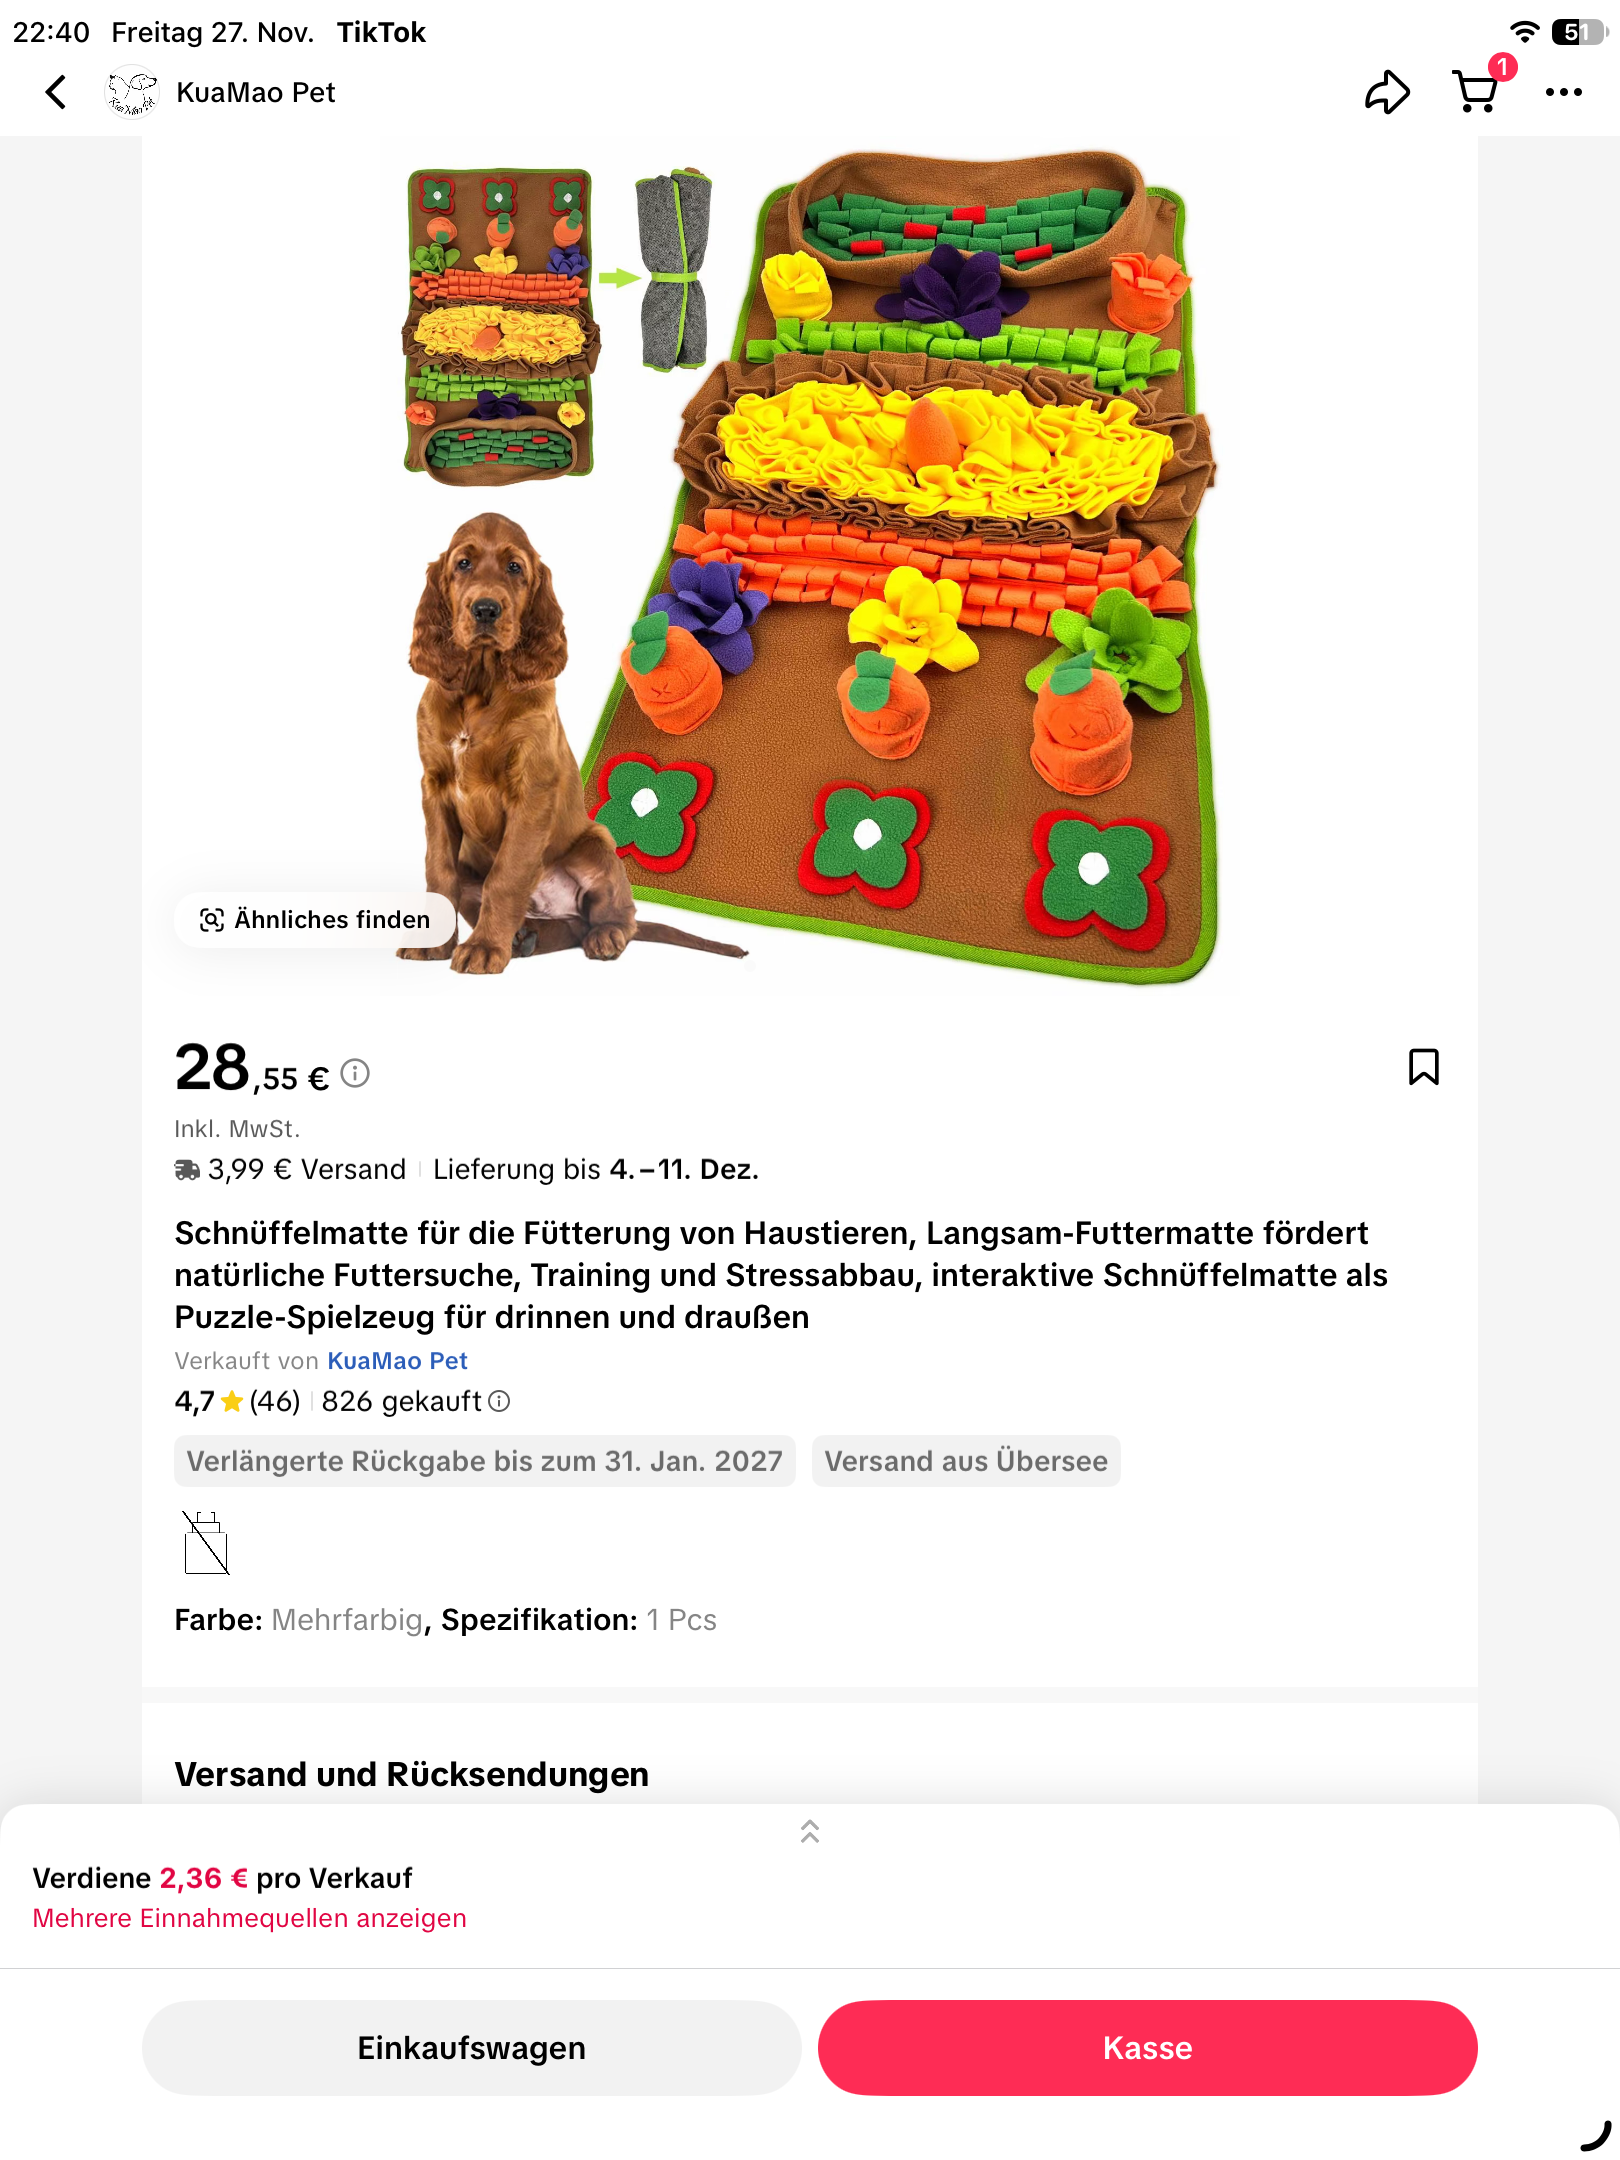 22:40 Freitag 27. Nov. TikTok
51
KuaMao Pet
1
Ähnliches finden
28,55 €
Inkl. MwSt.
3,99 € Versand Lieferung bis 4.–11. Dez.
Schnüffelmatte für die Fütterung von Haustieren, Langsam-Futtermatte fördert
natürliche Futtersuche, Training und Stressabbau, interaktive Schnüffelmatte als
Puzzle-Spielzeug für drinnen und draußen
Verkauft von KuaMao Pet
4,7 (46) 826 gekauft
Verlängerte Rückgabe bis zum 31. Jan. 2027 Versand aus Übersee
Farbe: Mehrfarbig, Spezifikation: 1 Pcs
Versand und Rücksendungen
Verdiene 2,36 € pro Verkauf
Mehrere Einnahmequellen anzeigen
Einkaufswagen Kasse